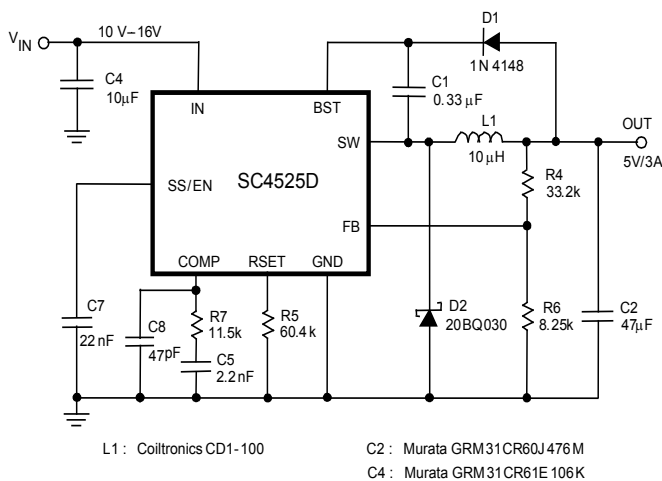 D1
V IN
10 V–16V
1N 4148
C4
10µF
C1
0.33 µF
IN
BST
L1
OUT
SW
10 µH
5V/3A
SS/EN
SC4525D
R4
33.2k
FB
COMP
RSET
GND
C7
22 nF
C8
47pF
R7
11.5k
R5
60.4k
D2
20BQ030
R6
8.25k
C2
47µF
C5
2.2nF
L1 : Coiltronics CD1-100
C2 : Murata GRM31CR60J476M
C4 : Murata GRM31CR61E106K